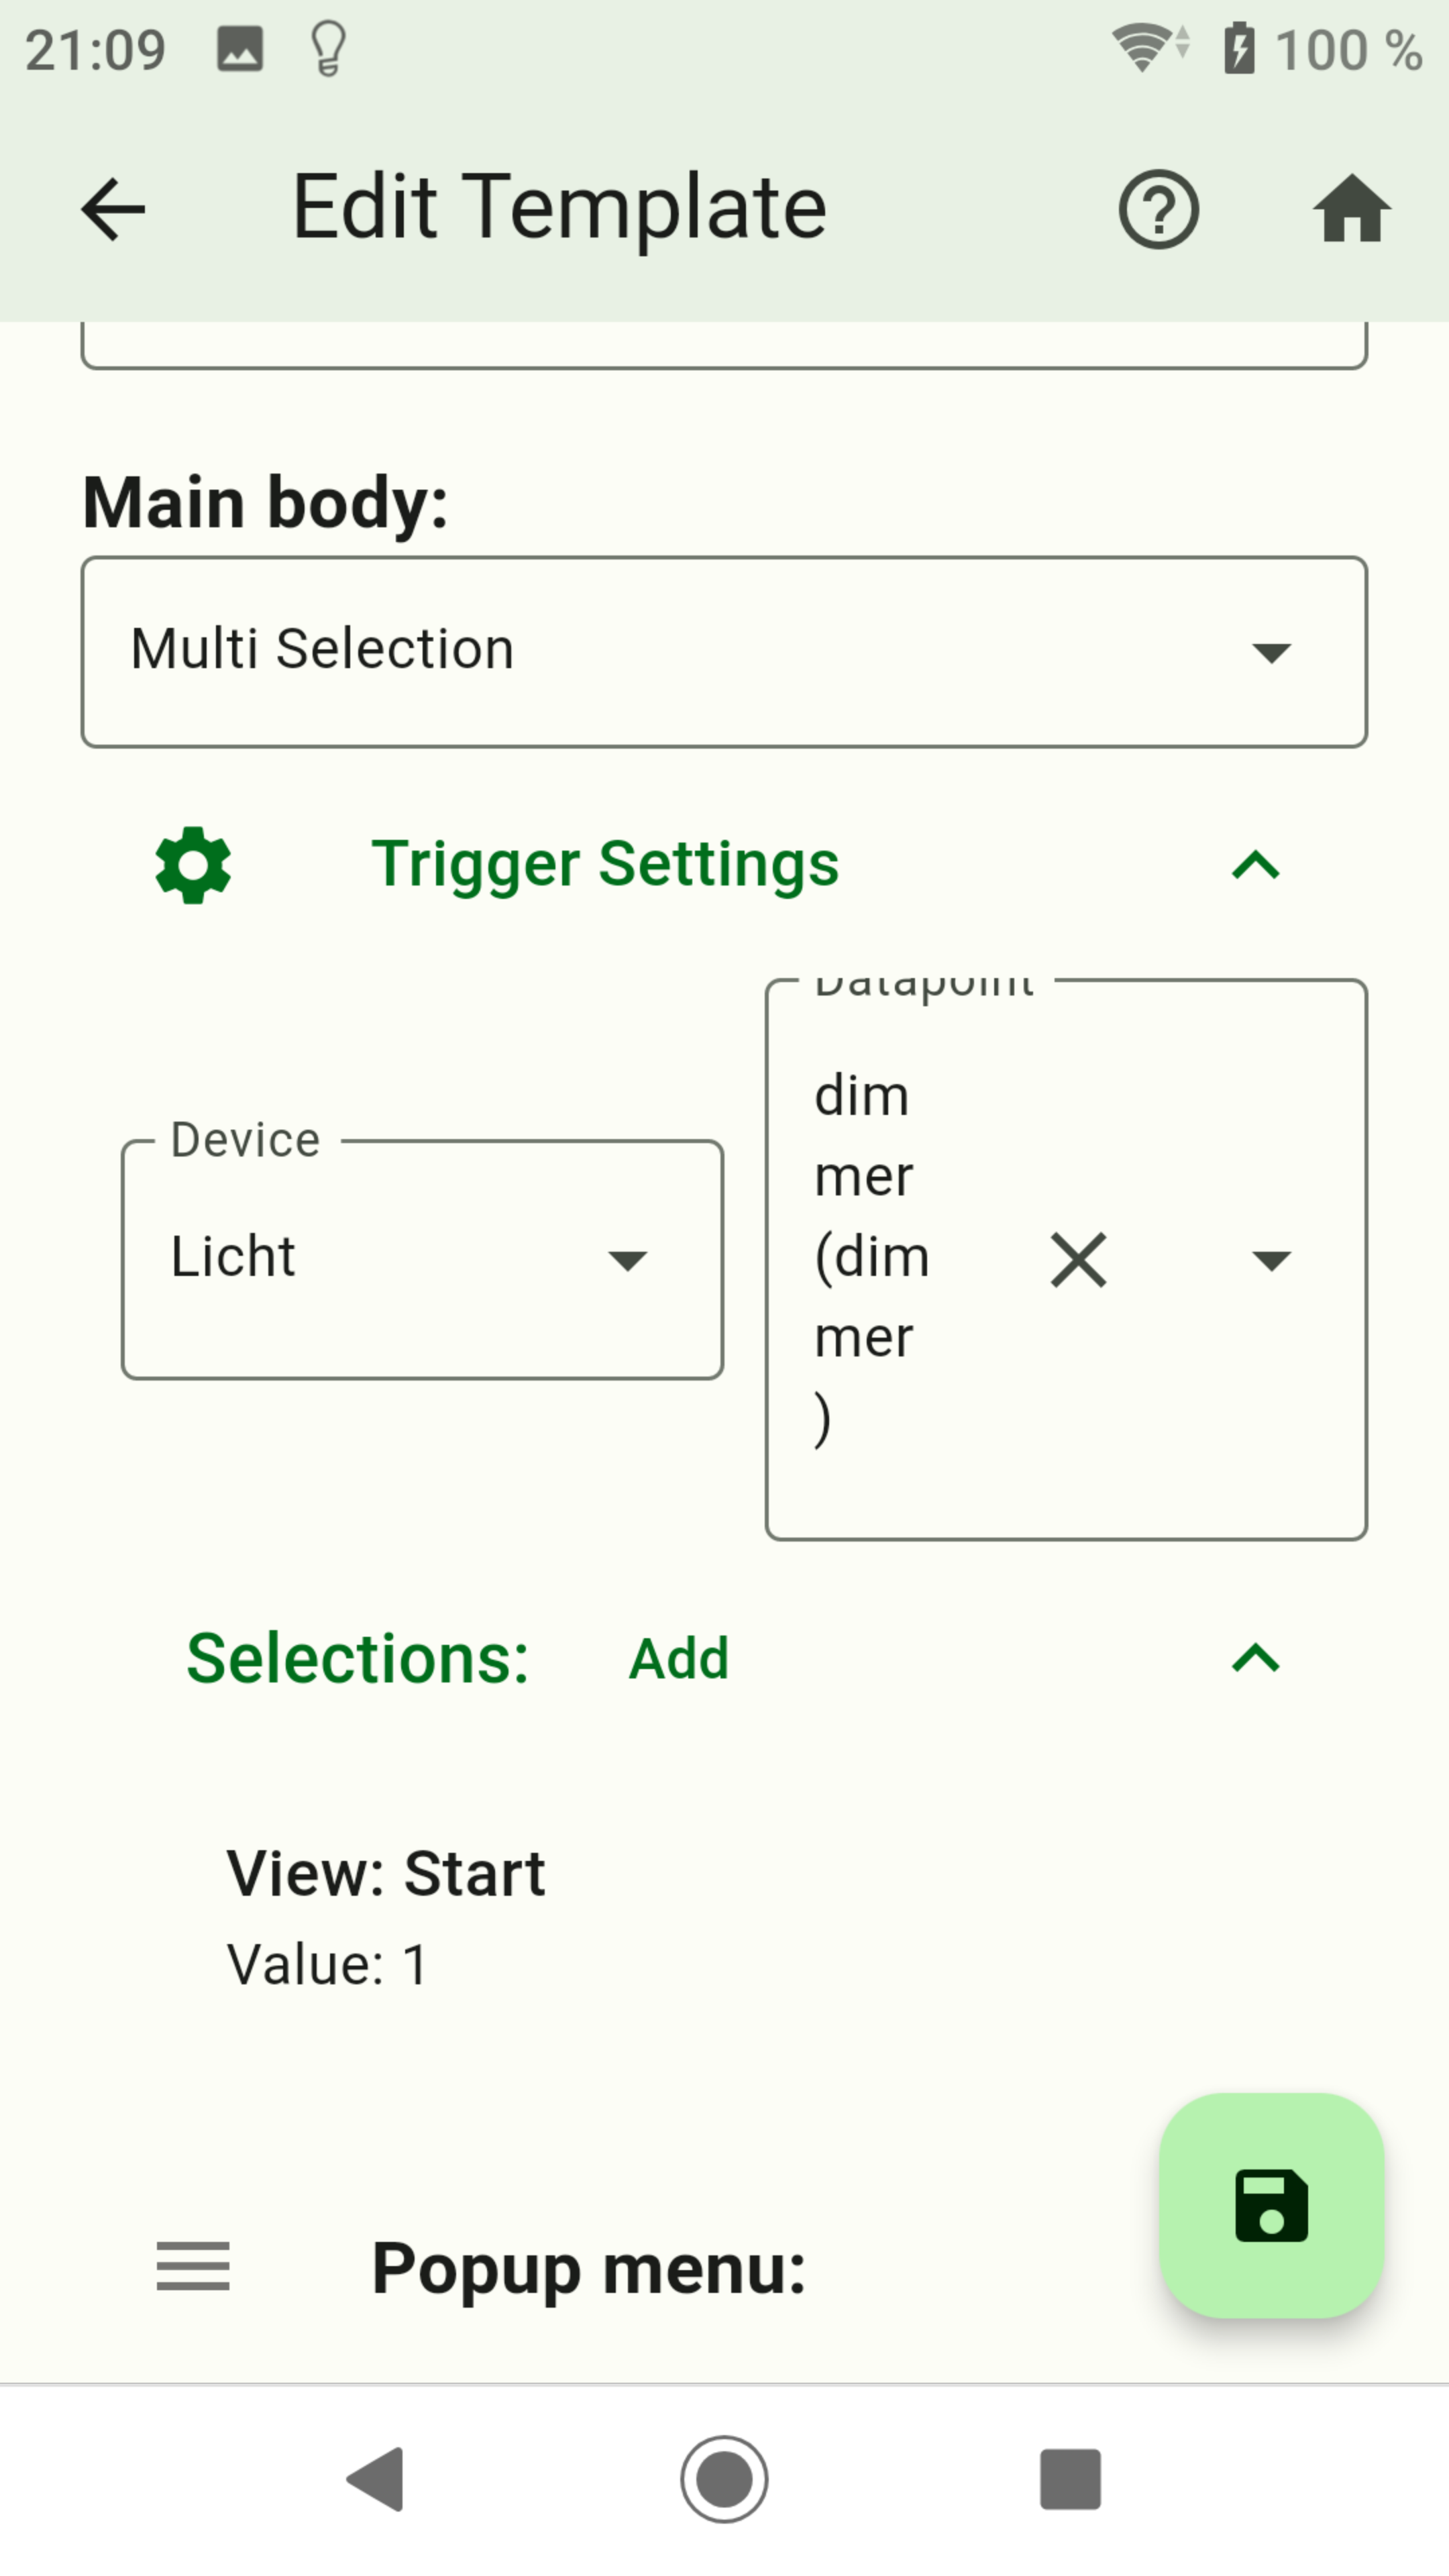 21:09
100 %
Edit Template
Main body:
Multi Selection
Trigger Settings
Datapoint
Device
Licht
dim
mer
(dim
mer
)
Selections:
Add
View: Start
Value: 1
Popup menu: